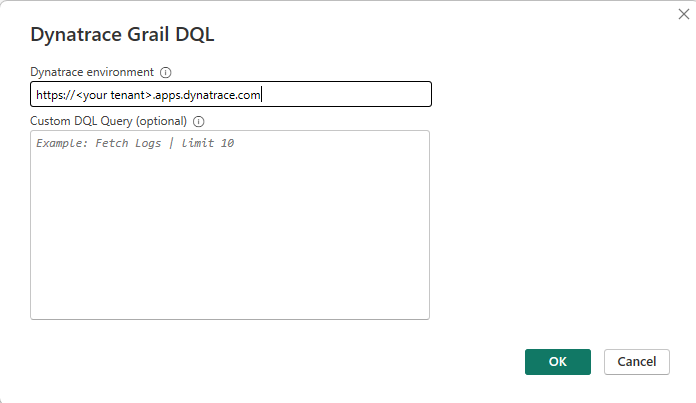 Dynatrace Grail DQL
Dynatrace environment
https://<your tenant>.apps.dynatrace.com
Custom DQL Query (optional)
Example: Fetch Logs | limit 10
OK
Cancel